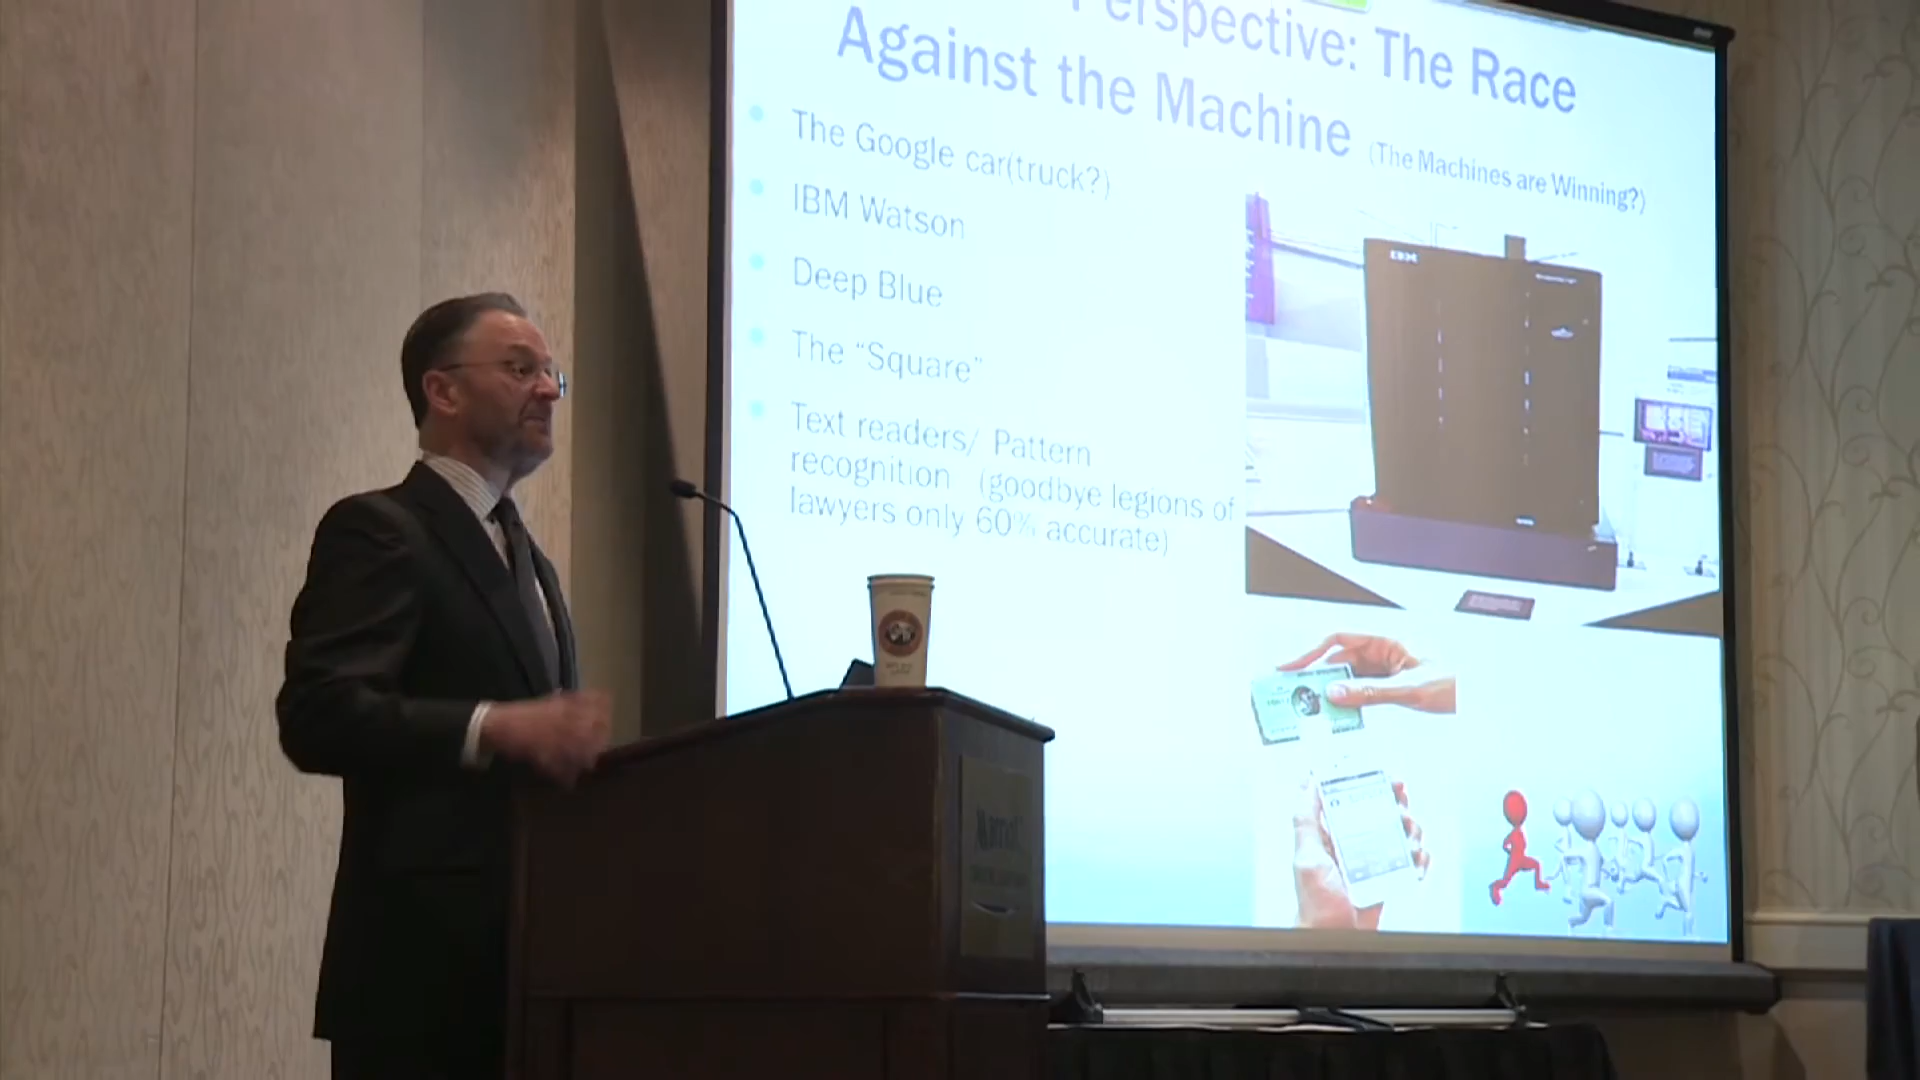 Perspective: The Race
Against the Machine (The Machines are Winning?)
The Google car(truck?)
IBM Watson
Deep Blue
The “Square”
Text readers/ Pattern
recognition (goodbye legions of
lawyers only 60% accurate)
IBM
Marriott